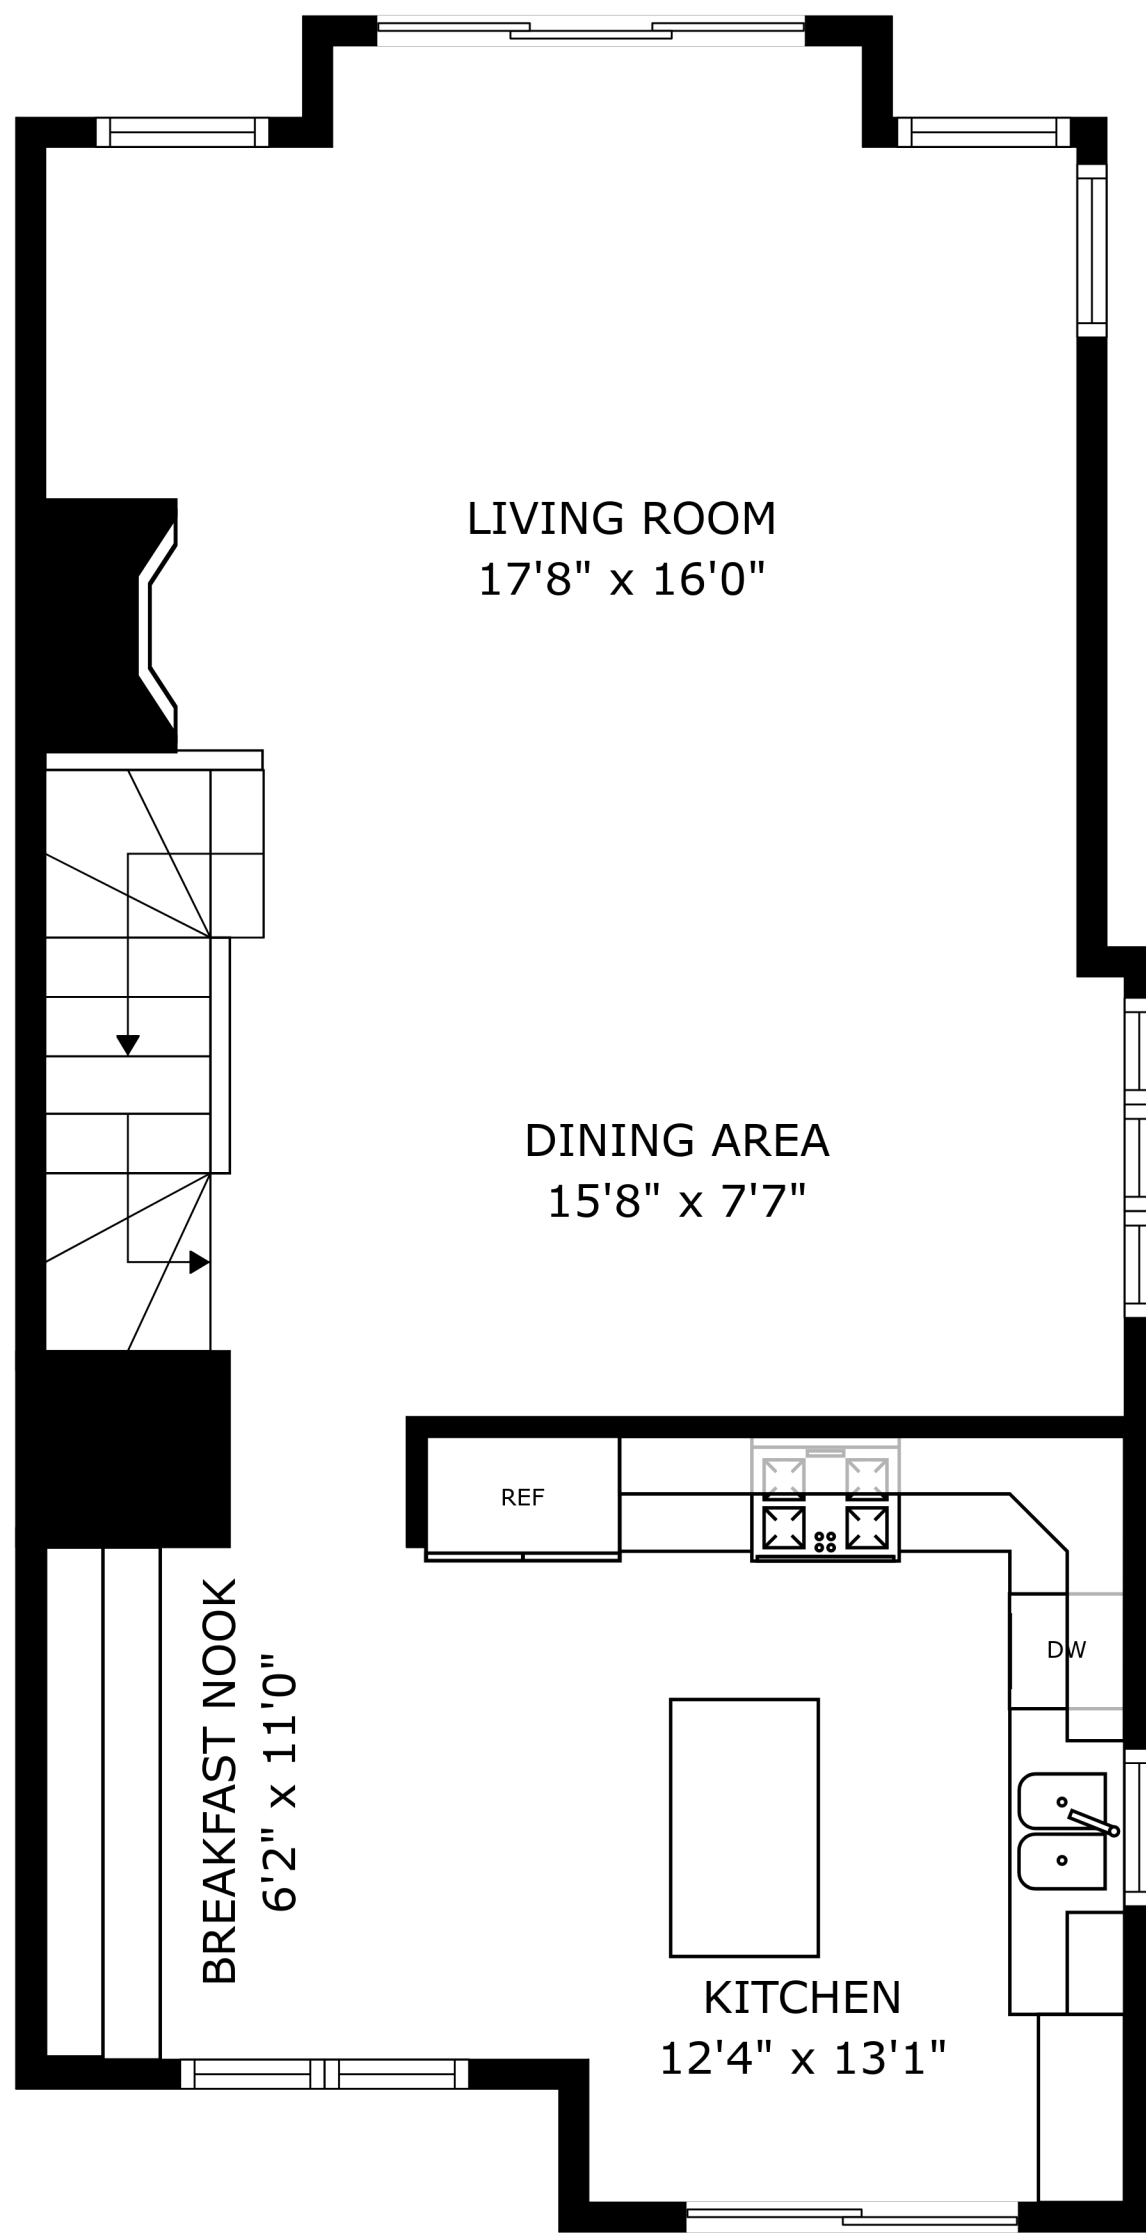 LIVING ROOM
17'8" x 16'0"
DINING AREA
15'8" x 7'7"
REF
DW
BREAKFAST NOOK
6'2" x 11'0"
KITCHEN
12'4" x 13'1"